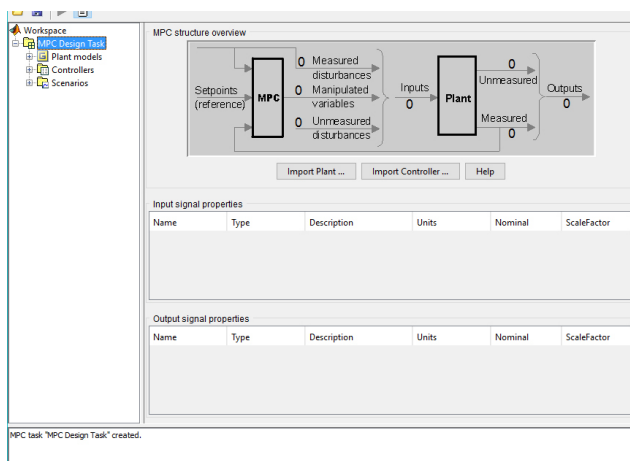 Workspace
MPC Design Task
Plant models
Controllers
Scenarios
MPC structure overview
Setpoints
(reference)
MPC
0 Measured
disturbances
0 Manipulated
variables
0 Unmeasured
disturbances
Inputs
0
Plant
0
Unmeasured
Measured
0
Outputs
0
Import Plant ... Import Controller ... Help
Input signal properties
Name Type Description Units Nominal ScaleFactor
Output signal properties
Name Type Description Units Nominal ScaleFactor
MPC task "MPC Design Task" created.